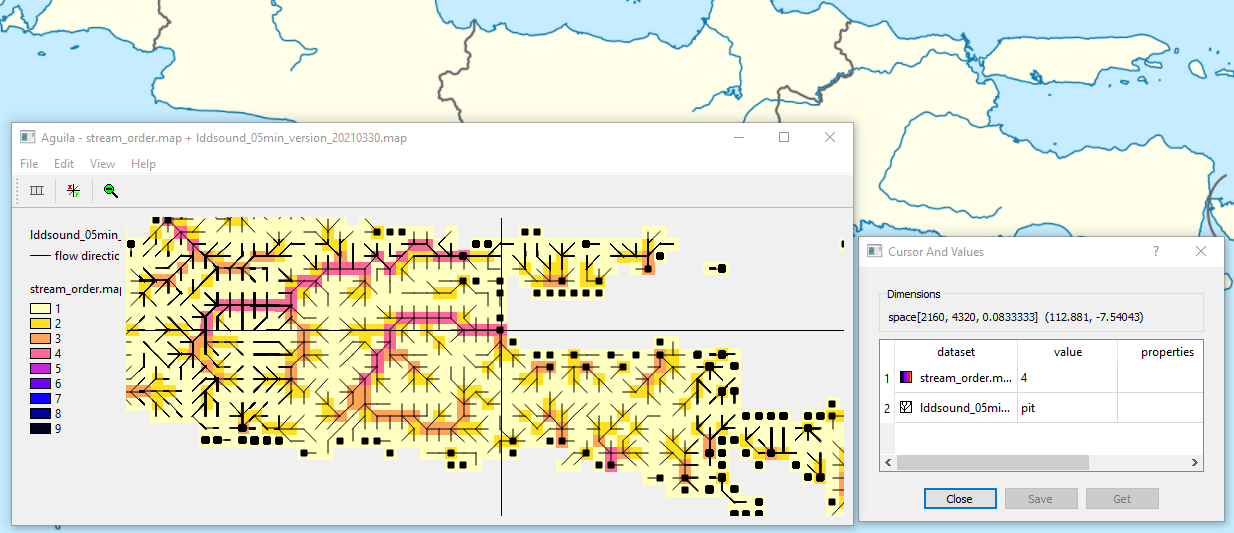 Aguila - stream_order.map + lddsound_05min_version_20210330.map
File Edit View Help
lddsound_05min_
flow directic
stream_order.map
1
2
3
4
5
6
7
8
9
Cursor And Values
?
Dimensions
space[2160, 4320, 0.0833333] (112.881, -7.54043)
dataset value properties
1 stream_order.m... 4
2 lddsound_05mi... pit
Close Save Get